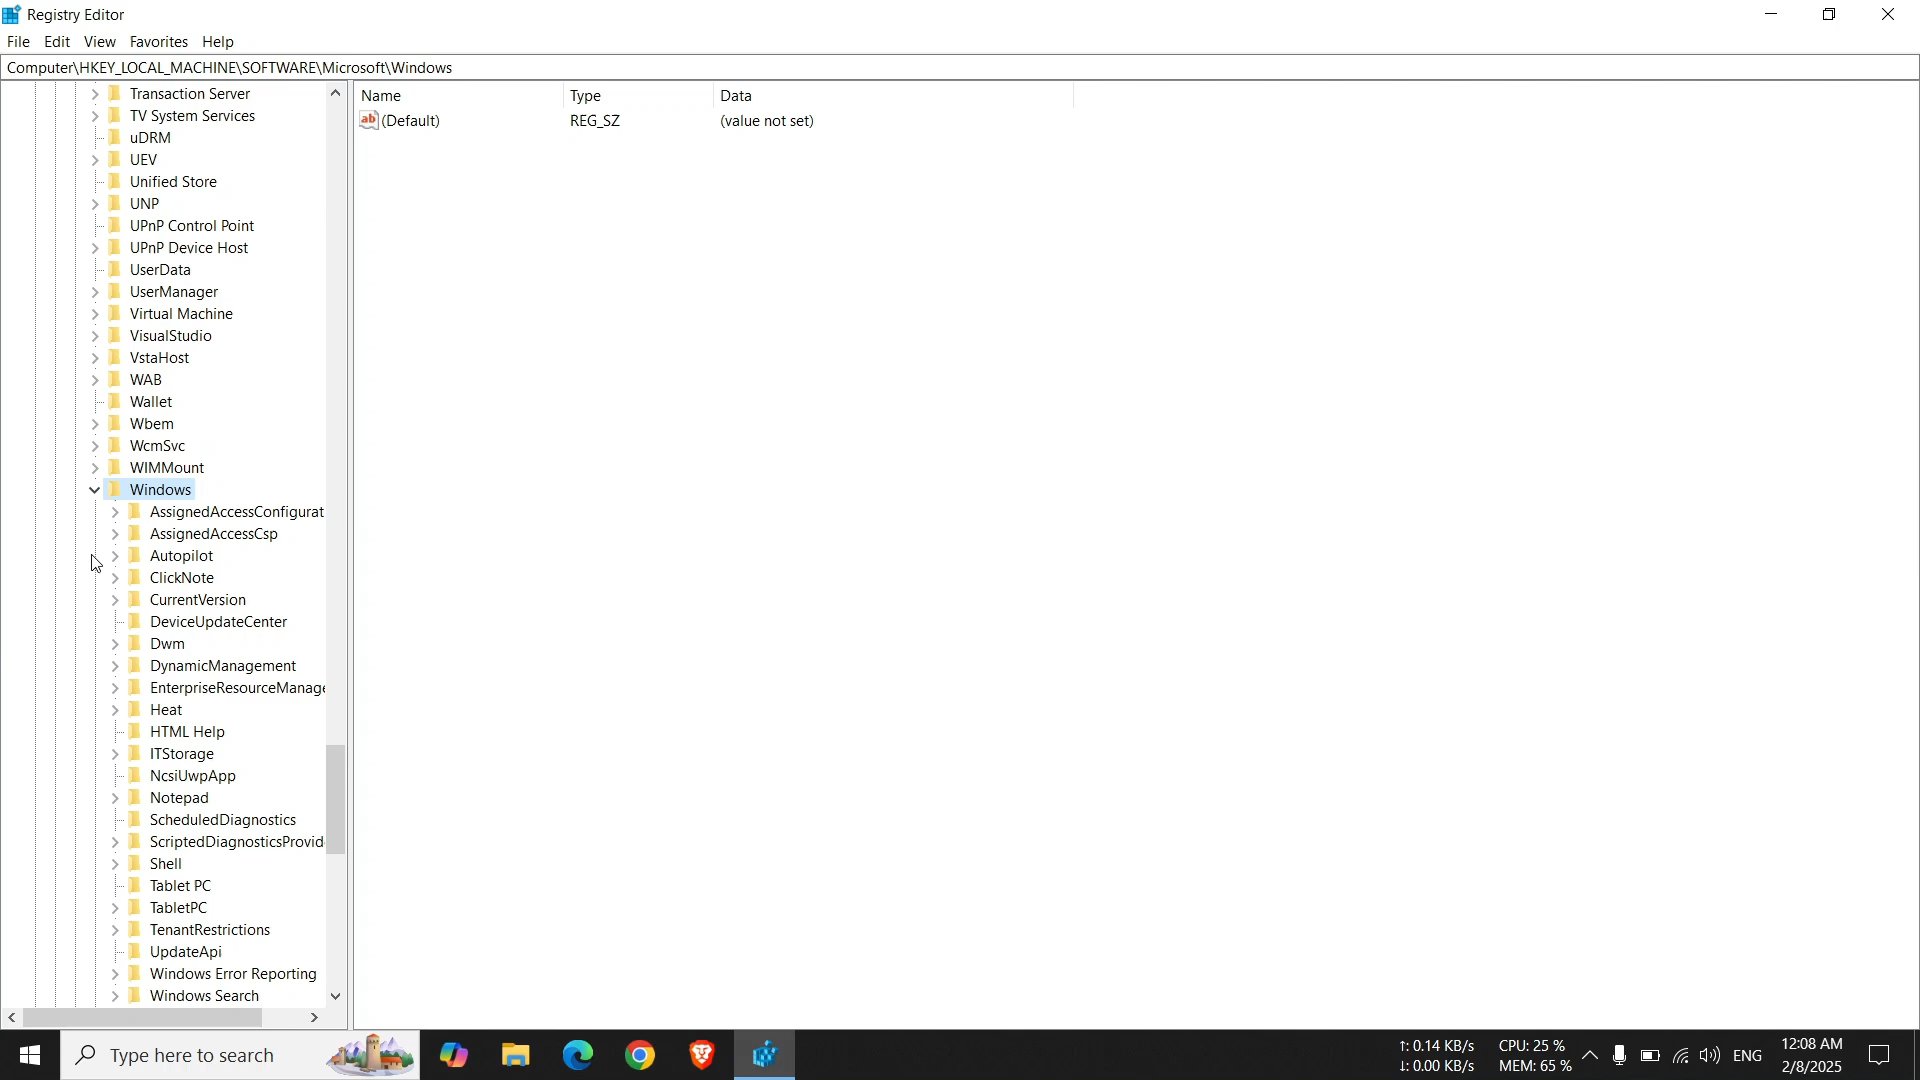 Registry Editor
File Edit View Favorites Help
Computer\HKEY_LOCAL_MACHINE\SOFTWARE\Microsoft\Windows
Transaction Server
TV System Services
uDRM
UEV
Unified Store
UNP
UPnP Control Point
UPnP Device Host
UserData
UserManager
Virtual Machine
VisualStudio
VstaHost
WAB
Wallet
Wbem
WcmSvc
WIMMount
Windows
AssignedAccessConfigurat
AssignedAccessCsp
Autopilot
ClickNote
CurrentVersion
DeviceUpdateCenter
Dwm
DynamicManagement
EnterpriseResourceManage
Heat
HTML Help
ITStorage
NcsiUwpApp
Notepad
ScheduledDiagnostics
ScriptedDiagnosticsProvid
Shell
Tablet PC
TabletPC
TenantRestrictions
UpdateApi
Windows Error Reporting
Windows Search
Name Type Data
ab (Default) REG_SZ (value not set)
Type here to search
↑: 0.14 KB/s
↓: 0.00 KB/s
CPU: 25 %
MEM: 65 %
ENG
12:08 AM
2/8/2025